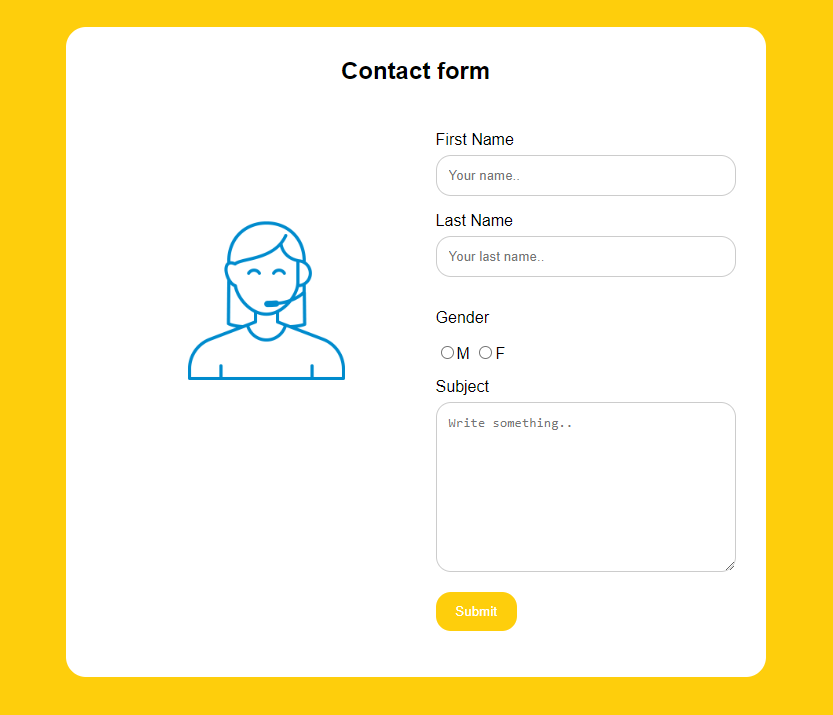 Contact form
First Name
Your name..
Last Name
Your last name..
Gender
M F
Subject
Write something..
Submit